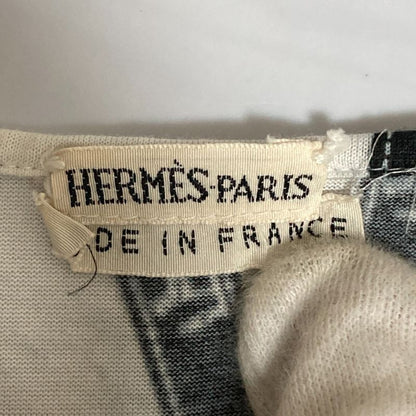 HERMÈS-PARIS
DE IN FRANCE